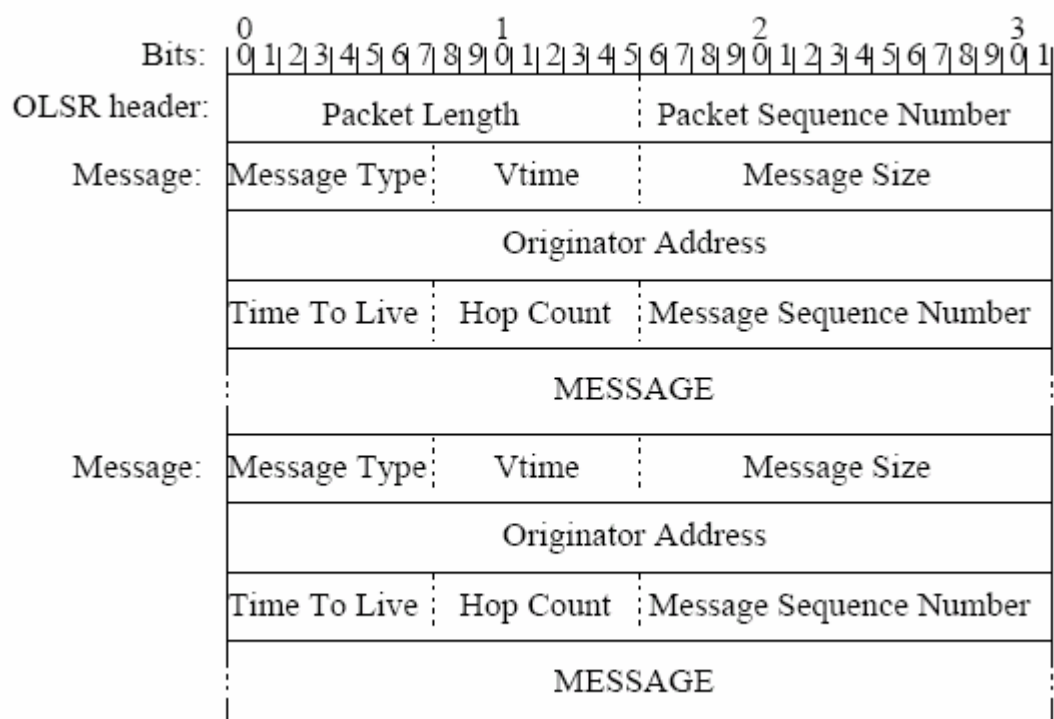 0 1 2 3
Bits: 0 1 2 3 4 5 6 7 8 9 0 1 2 3 4 5 6 7 8 9 0 1 2 3 4 5 6 7 8 9 0 1
OLSR header: Packet Length Packet Sequence Number
Message: Message Type Vtime Message Size
Originator Address
Time To Live Hop Count Message Sequence Number
MESSAGE
Message: Message Type Vtime Message Size
Originator Address
Time To Live Hop Count Message Sequence Number
MESSAGE